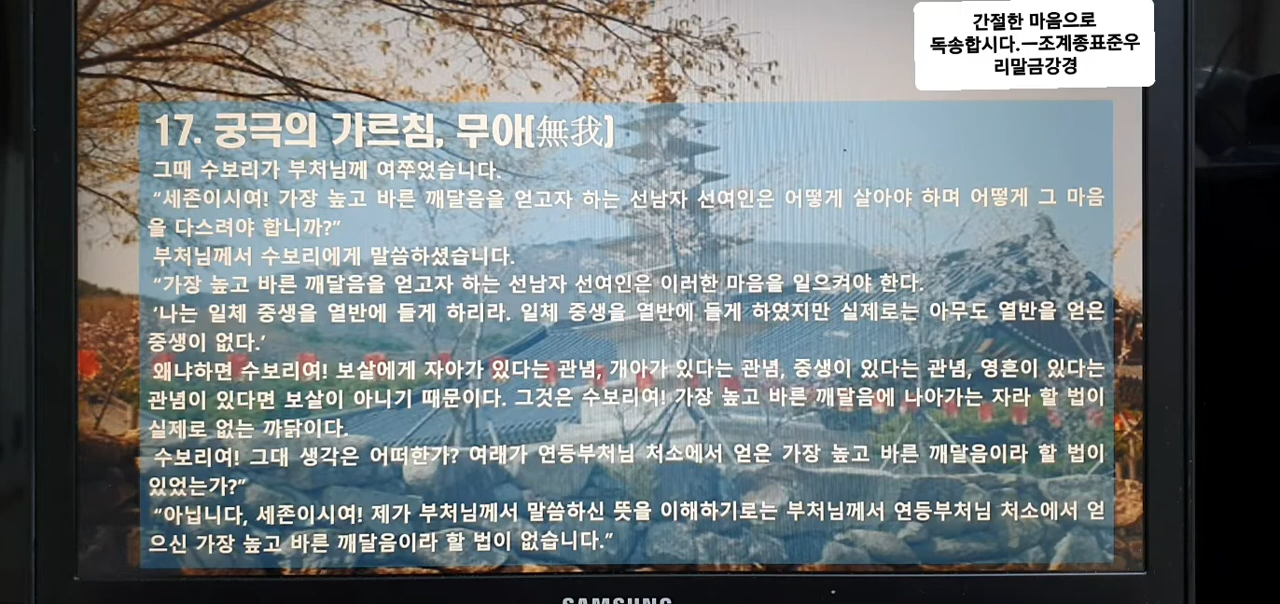 간절한 마음으로
독송합시다.ㅡ조계종표준우
리말금강경
17. 궁극의 가르침, 무아(無我)
그때 수보리가 부처님께 여쭈었습니다.
“세존이시여! 가장 높고 바른 깨달음을 얻고자 하는 선남자 선여인은 어떻게 살아야 하며 어떻게 그 마음
을 다스려야 합니까?”
부처님께서 수보리에게 말씀하셨습니다.
“가장 높고 바른 깨달음을 얻고자 하는 선남자 선여인은 이러한 마음을 일으켜야 한다.
‘나는 일체 중생을 열반에 들게 하리라. 일체 중생을 열반에 들게 하였지만 실제로는 아무도 열반을 얻은
중생이 없다.’
왜냐하면 수보리여! 보살에게 자아가 있다는 관념, 개아가 있다는 관념, 중생이 있다는 관념, 영혼이 있다는
관념이 있다면 보살이 아니기 때문이다. 그것은 수보리여! 가장 높고 바른 깨달음에 나아가는 자라 할 법이
실제로 없는 까닭이다.
수보리여! 그대 생각은 어떠한가? 여래가 연등부처님 처소에서 얻은 가장 높고 바른 깨달음이라 할 법이
있었는가?”
“아닙니다, 세존이시여! 제가 부처님께서 말씀하신 뜻을 이해하기로는 부처님께서 연등부처님 처소에서 얻
으신 가장 높고 바른 깨달음이라 할 법이 없습니다.”
SAMSUNG